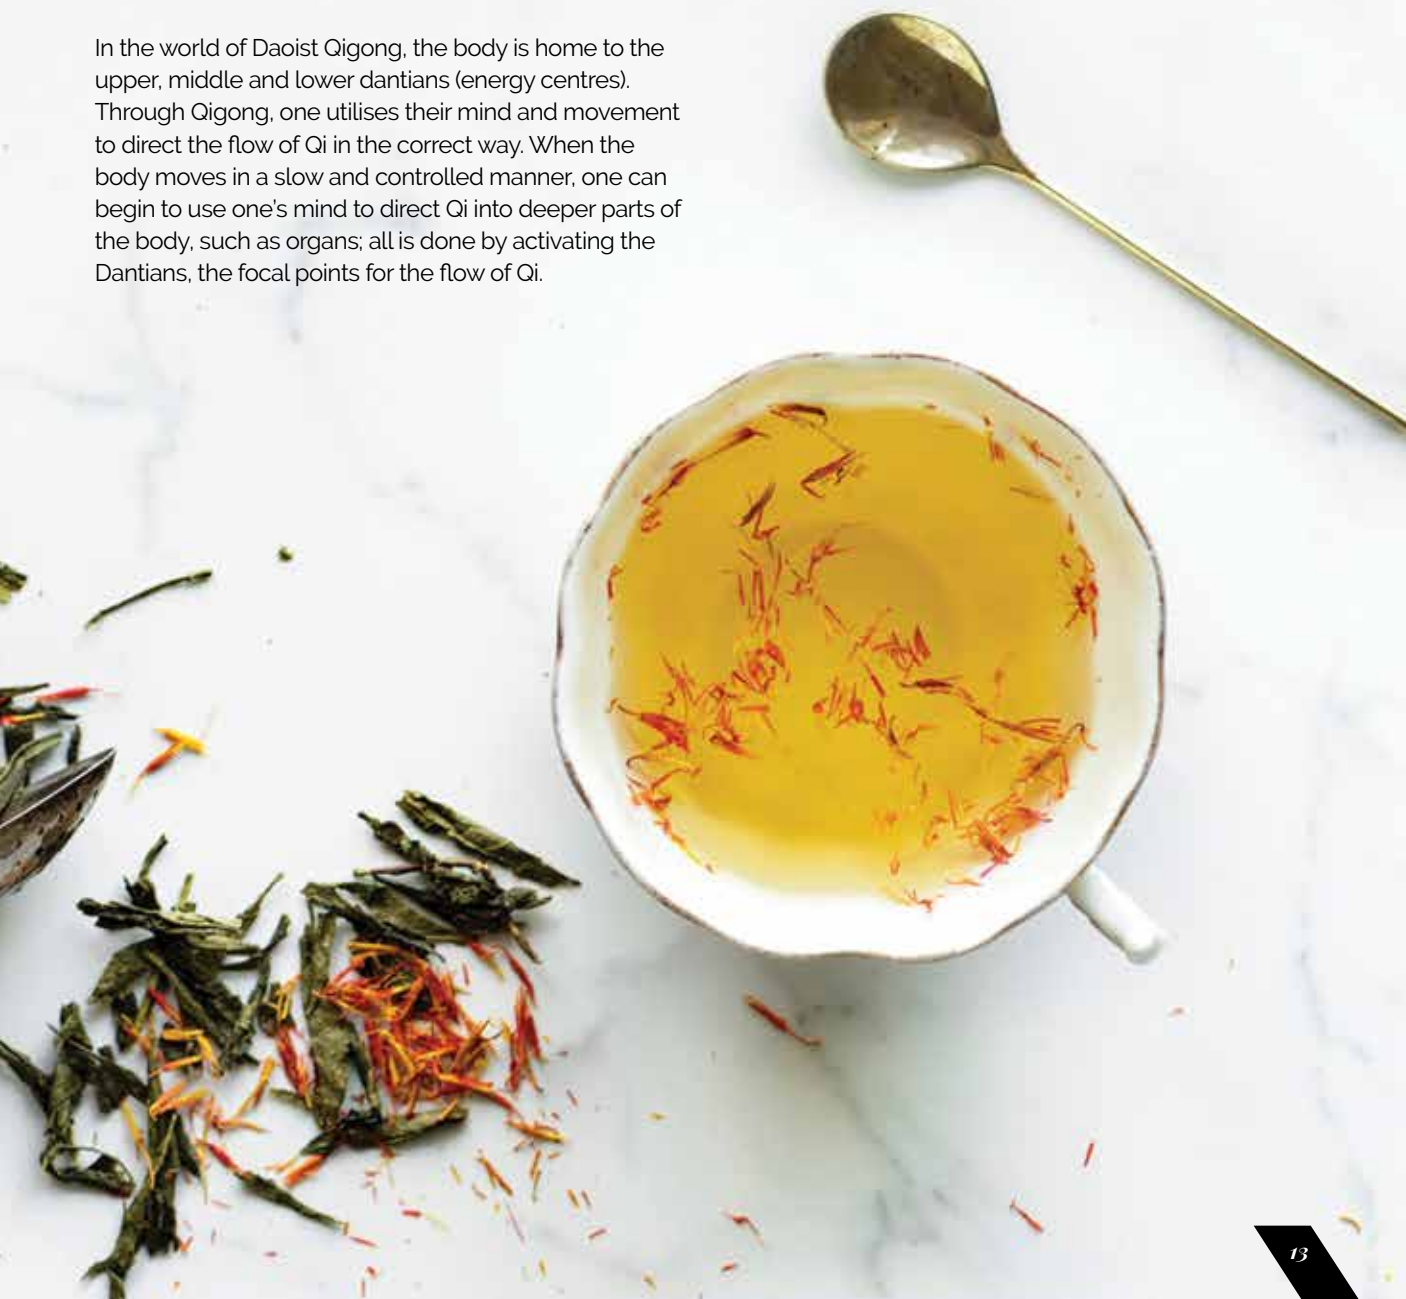 In the world of Daoist Qigong, the body is home to the
upper, middle and lower dantians (energy centres).
Through Qigong, one utilises their mind and movement
to direct the flow of Qi in the correct way. When the
body moves in a slow and controlled manner, one can
begin to use one's mind to direct Qi into deeper parts of
the body, such as organs; all is done by activating the
Dantians, the focal points for the flow of Qi.
13